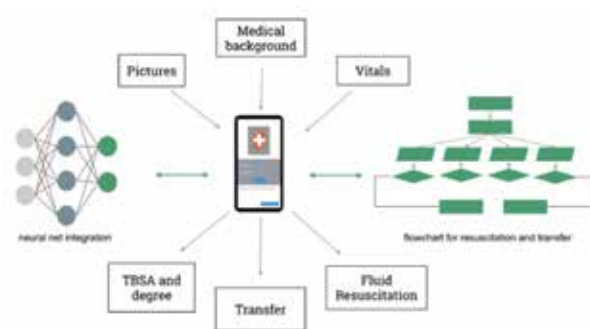 Medical
background
Pictures
Vitals
neural net integration
flowchart for resuscitation and transfer
TBSA and
degree
Transfer
Fluid
Resuscitation